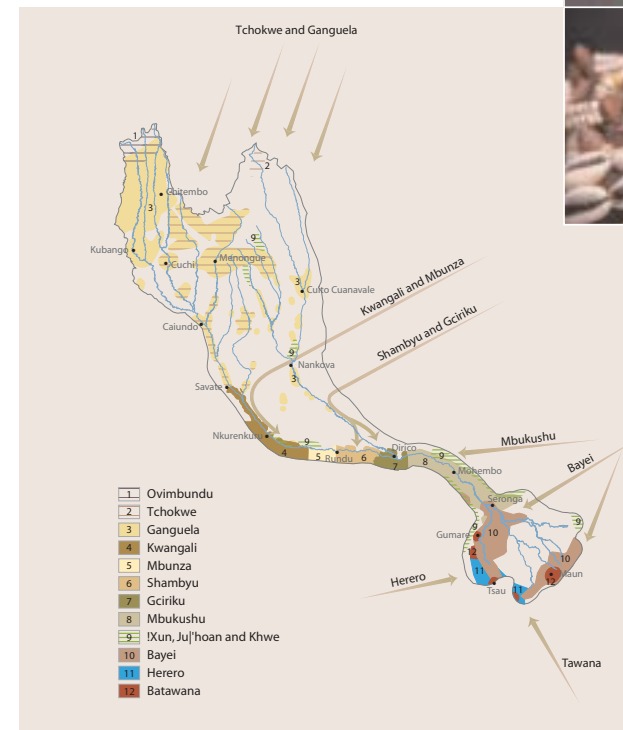 Tchokwe and Ganguela
1
2
Chitembo
3
9
Kubango
Cuchi
Menongue
3
Cuito Cuanavale
Kwangali and Mbunza
Caiundo
Shambyu and Gciriku
9
Nankova
3
Savate
Nkurenkuru
9
4
5
Rundu
6
Dirico
7
8
9
Mbukushu
Mohembo
Bayei
Seronga
9
10
9
Gumare
12
10
11
Maun
12
Herero
Tsau
11
Tawana
1 Ovimbundu
2 Tchokwe
3 Ganguela
4 Kwangali
5 Mbunza
6 Shambyu
7 Gciriku
8 Mbukushu
9 !Xun, Ju|'hoan and Khwe
10 Bayei
11 Herero
12 Batawana